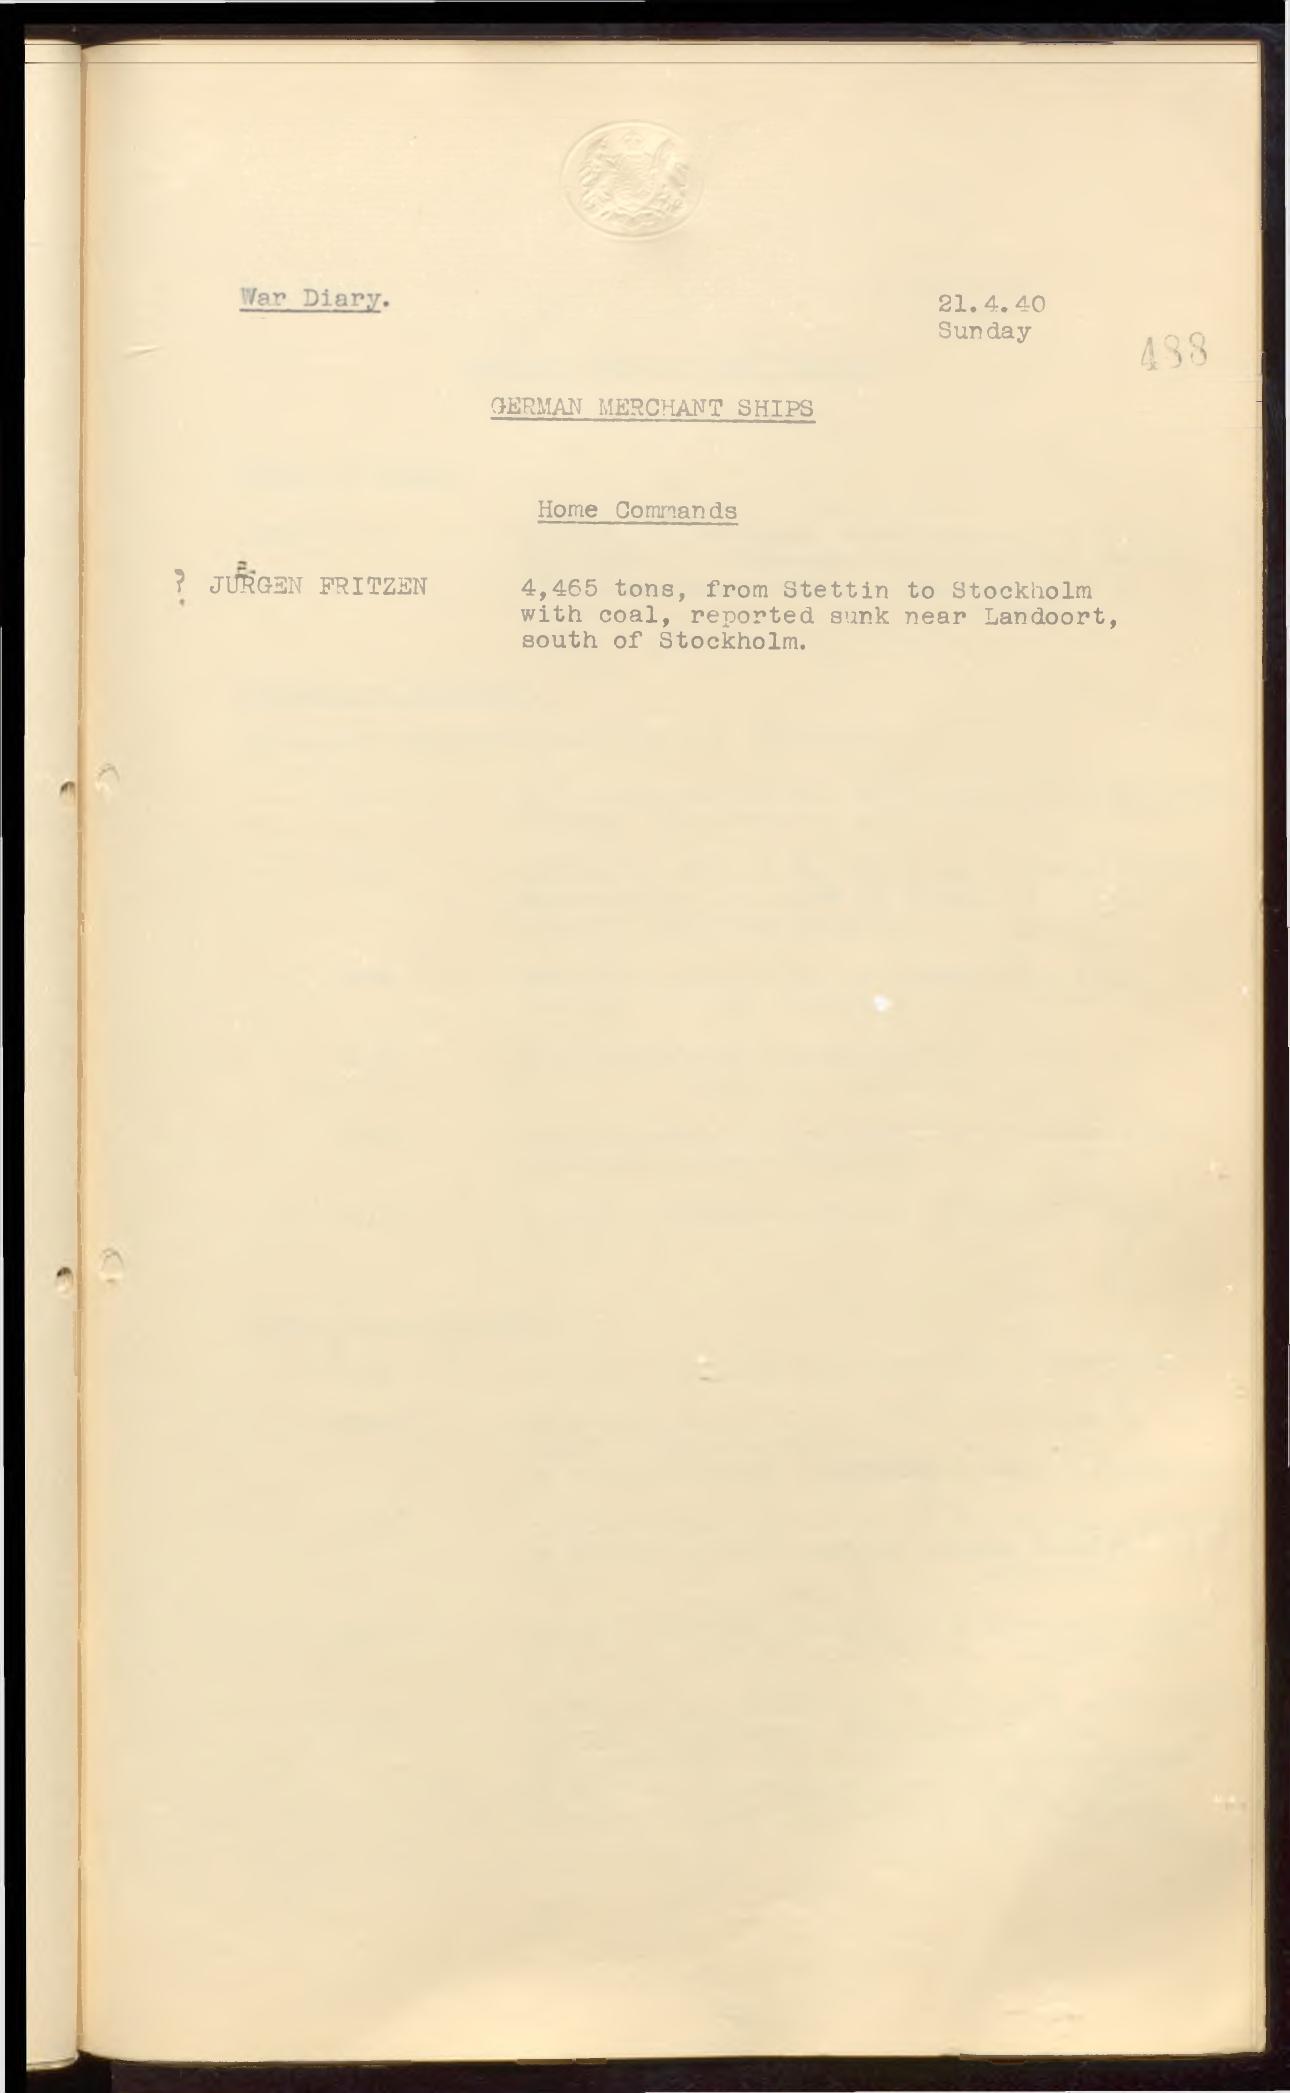 War Diary.
21.4.40
Sunday
488
GERMAN MERCHANT SHIPS
Home Commands
? JURGEN FRITZEN 4,465 tons, from Stettin to Stockholm
with coal, reported sunk near Landoort,
south of Stockholm.